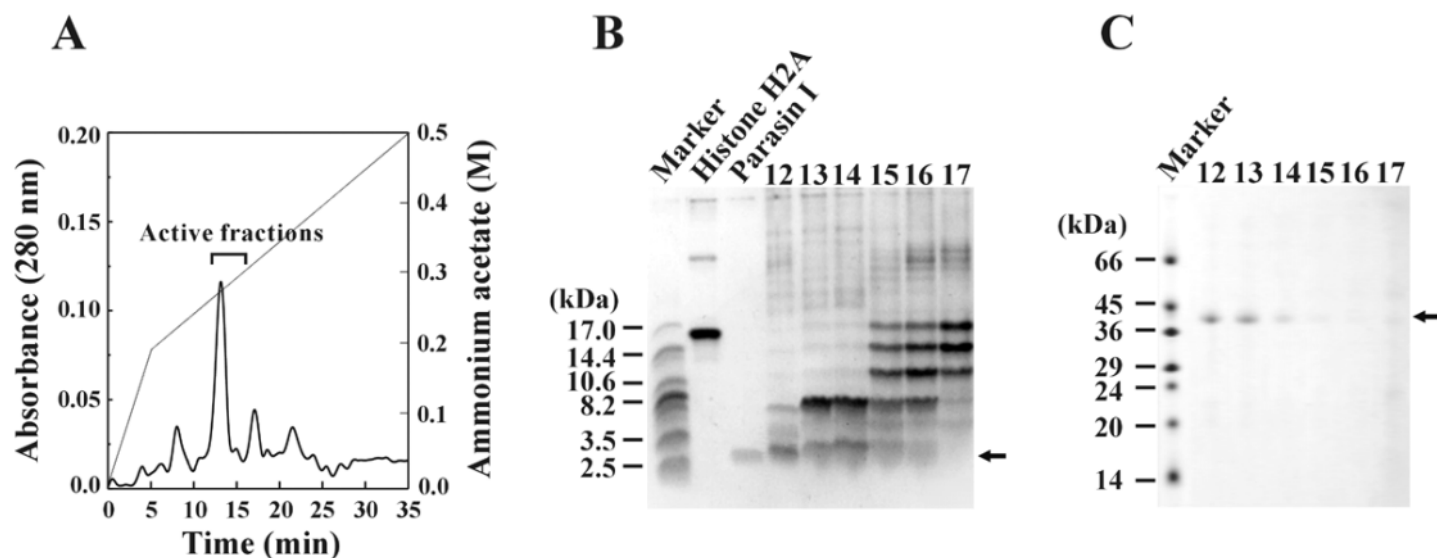 A
Absorbance (280 nm)
0.20
0.15
0.10
0.05
0.0
Active fractions
0.5
0.4
0.3
0.2
0.1
0.0
Ammonium acetate (M)
0 5 10 15 20 25 30 35
Time (min)
B
Marker
Histone H2A
Parasin I
12 13 14 15 16 17
(kDa)
17.0
14.4
10.6
8.2
3.5
2.5
C
Marker
12 13 14 15 16 17
(kDa)
66
45
36
29
24
20
14